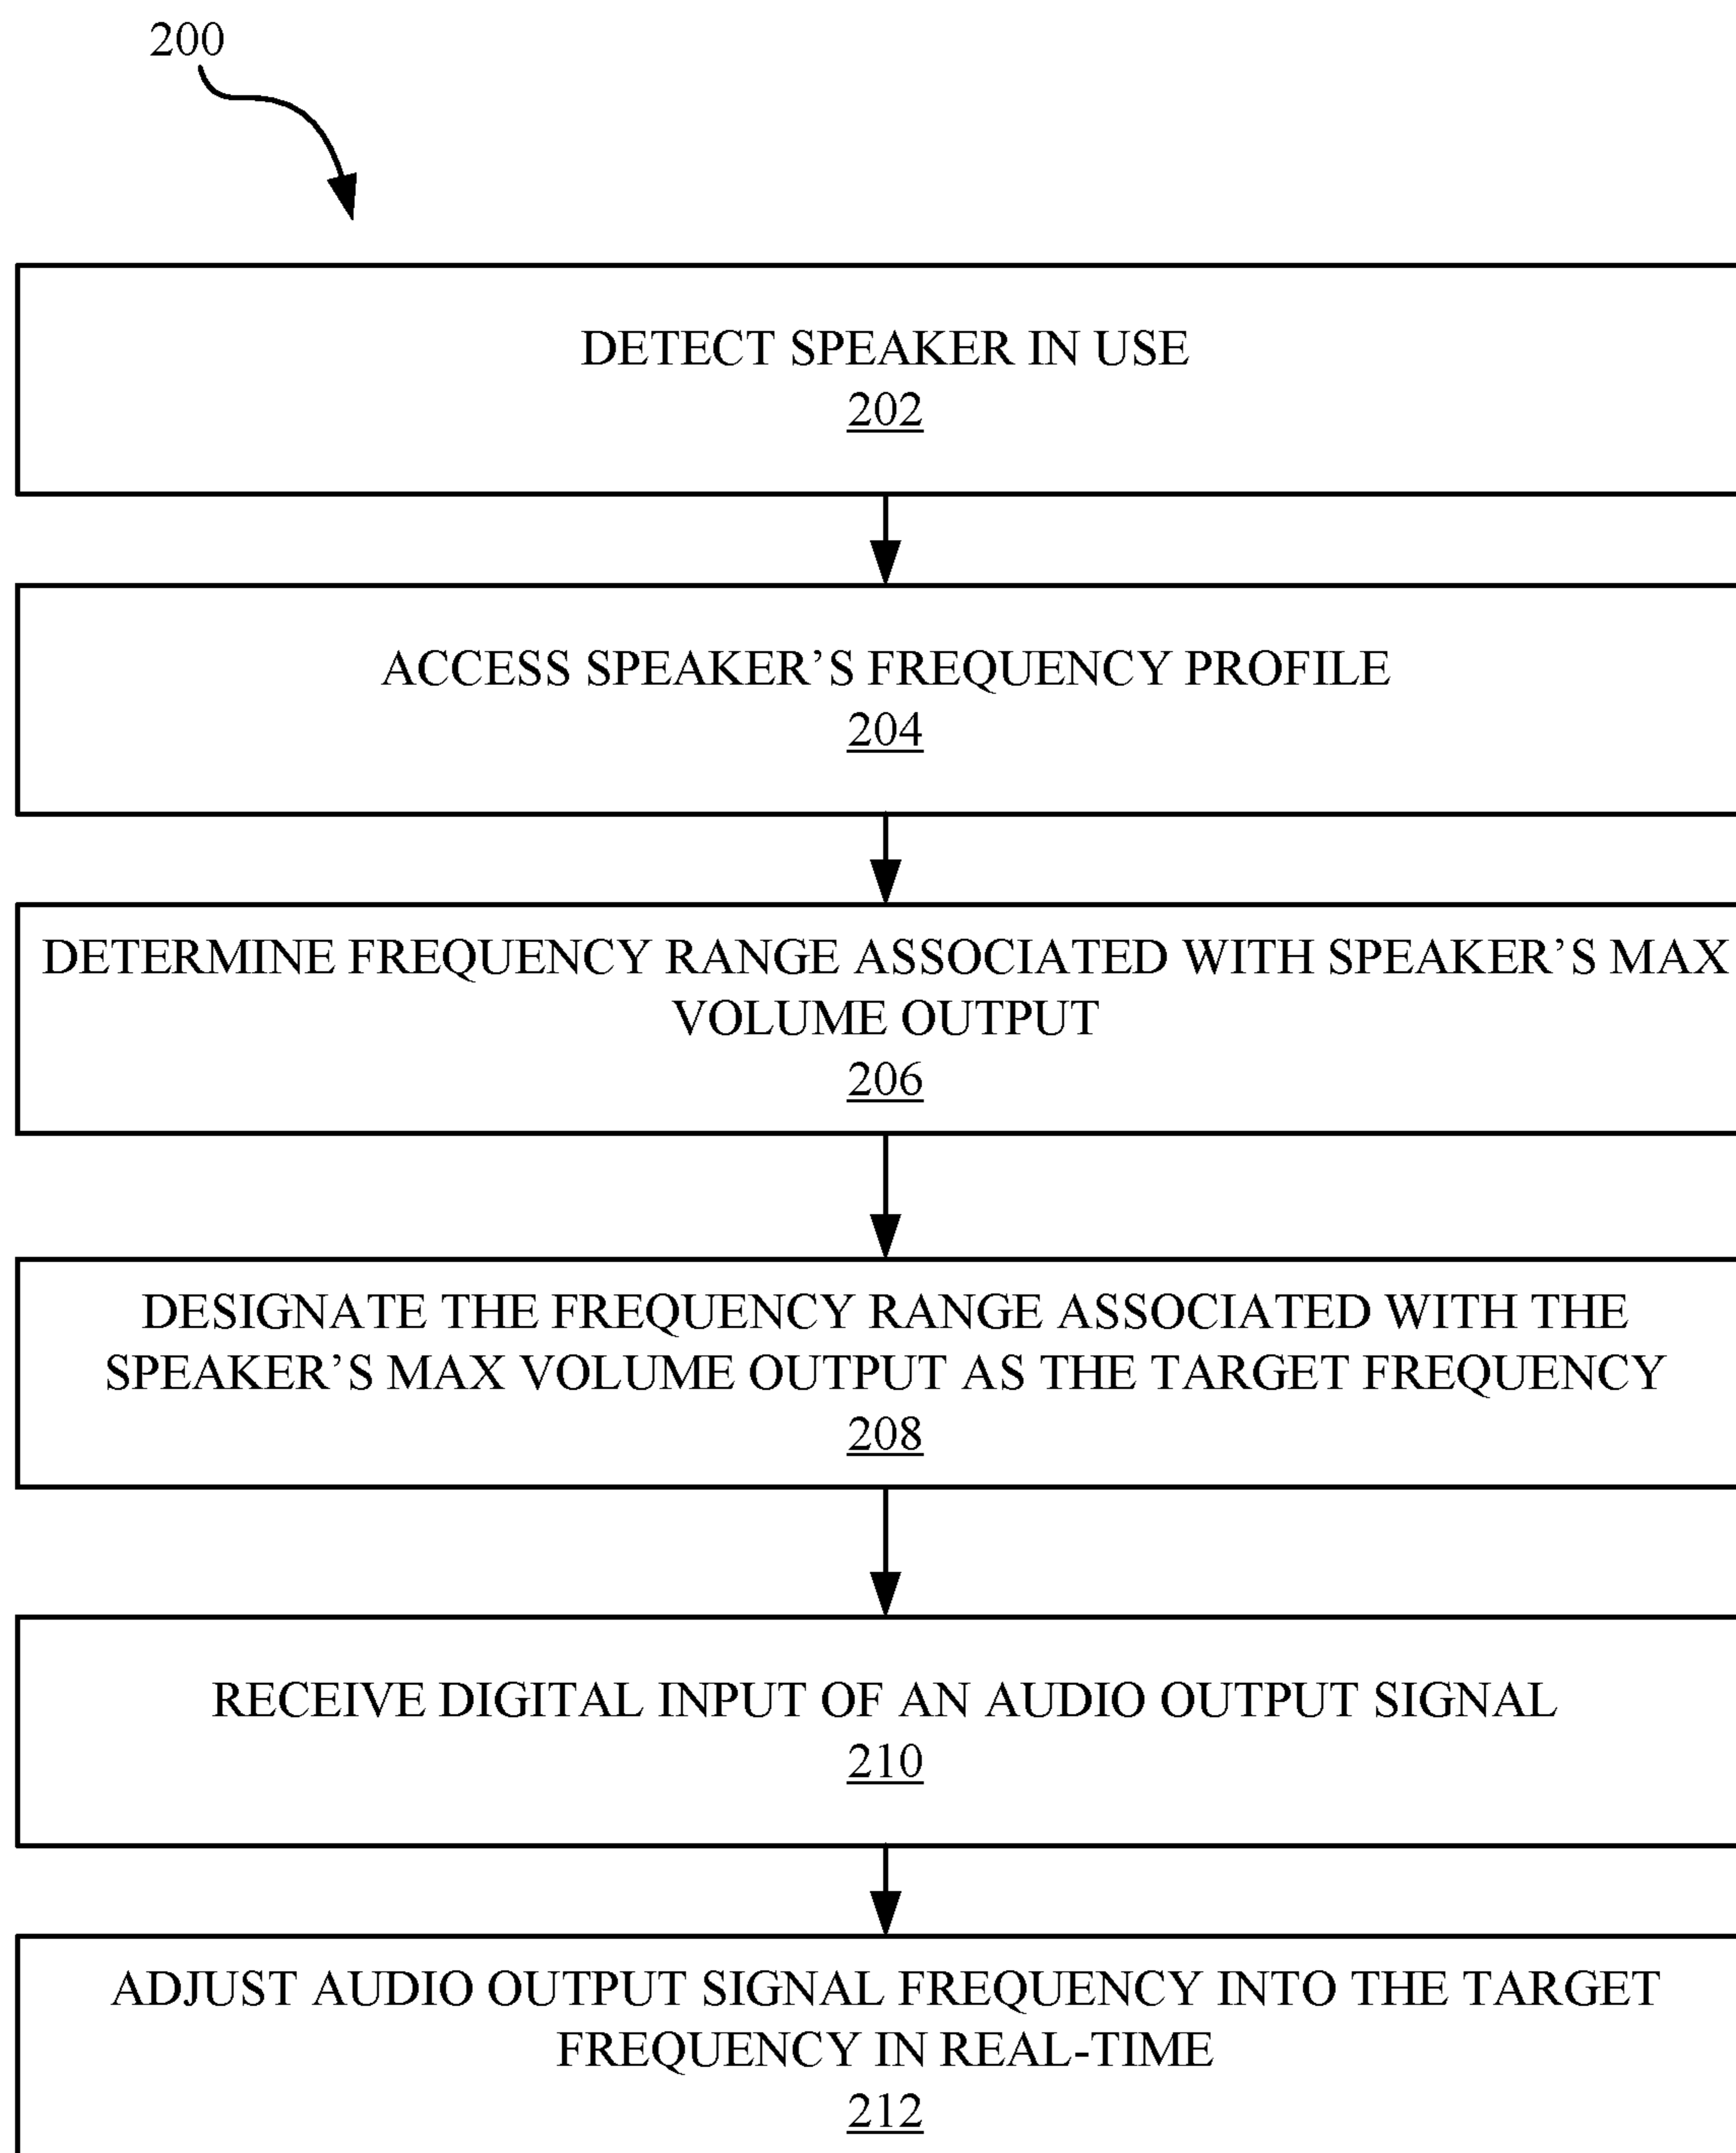 200
DETECT SPEAKER IN USE
202
ACCESS SPEAKER’S FREQUENCY PROFILE
204
DETERMINE FREQUENCY RANGE ASSOCIATED WITH SPEAKER’S MAX
VOLUME OUTPUT
206
DESIGNATE THE FREQUENCY RANGE ASSOCIATED WITH THE
SPEAKER’S MAX VOLUME OUTPUT AS THE TARGET FREQUENCY
208
RECEIVE DIGITAL INPUT OF AN AUDIO OUTPUT SIGNAL
210
ADJUST AUDIO OUTPUT SIGNAL FREQUENCY INTO THE TARGET
FREQUENCY IN REAL-TIME
212